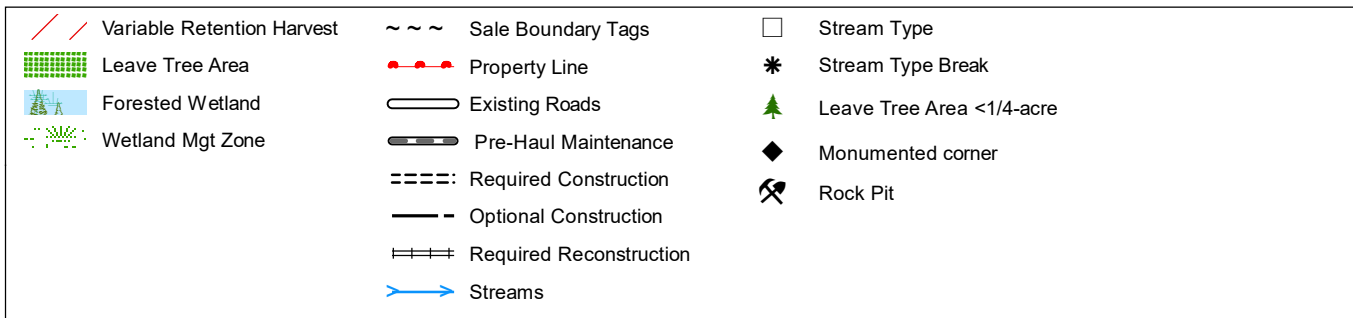 Variable Retention Harvest
Leave Tree Area
Forested Wetland
Wetland Mgt Zone
Sale Boundary Tags
Property Line
Existing Roads
Pre-Haul Maintenance
Required Construction
Optional Construction
Required Reconstruction
Streams
Stream Type
Stream Type Break
Leave Tree Area <1/4-acre
Monumented corner
Rock Pit